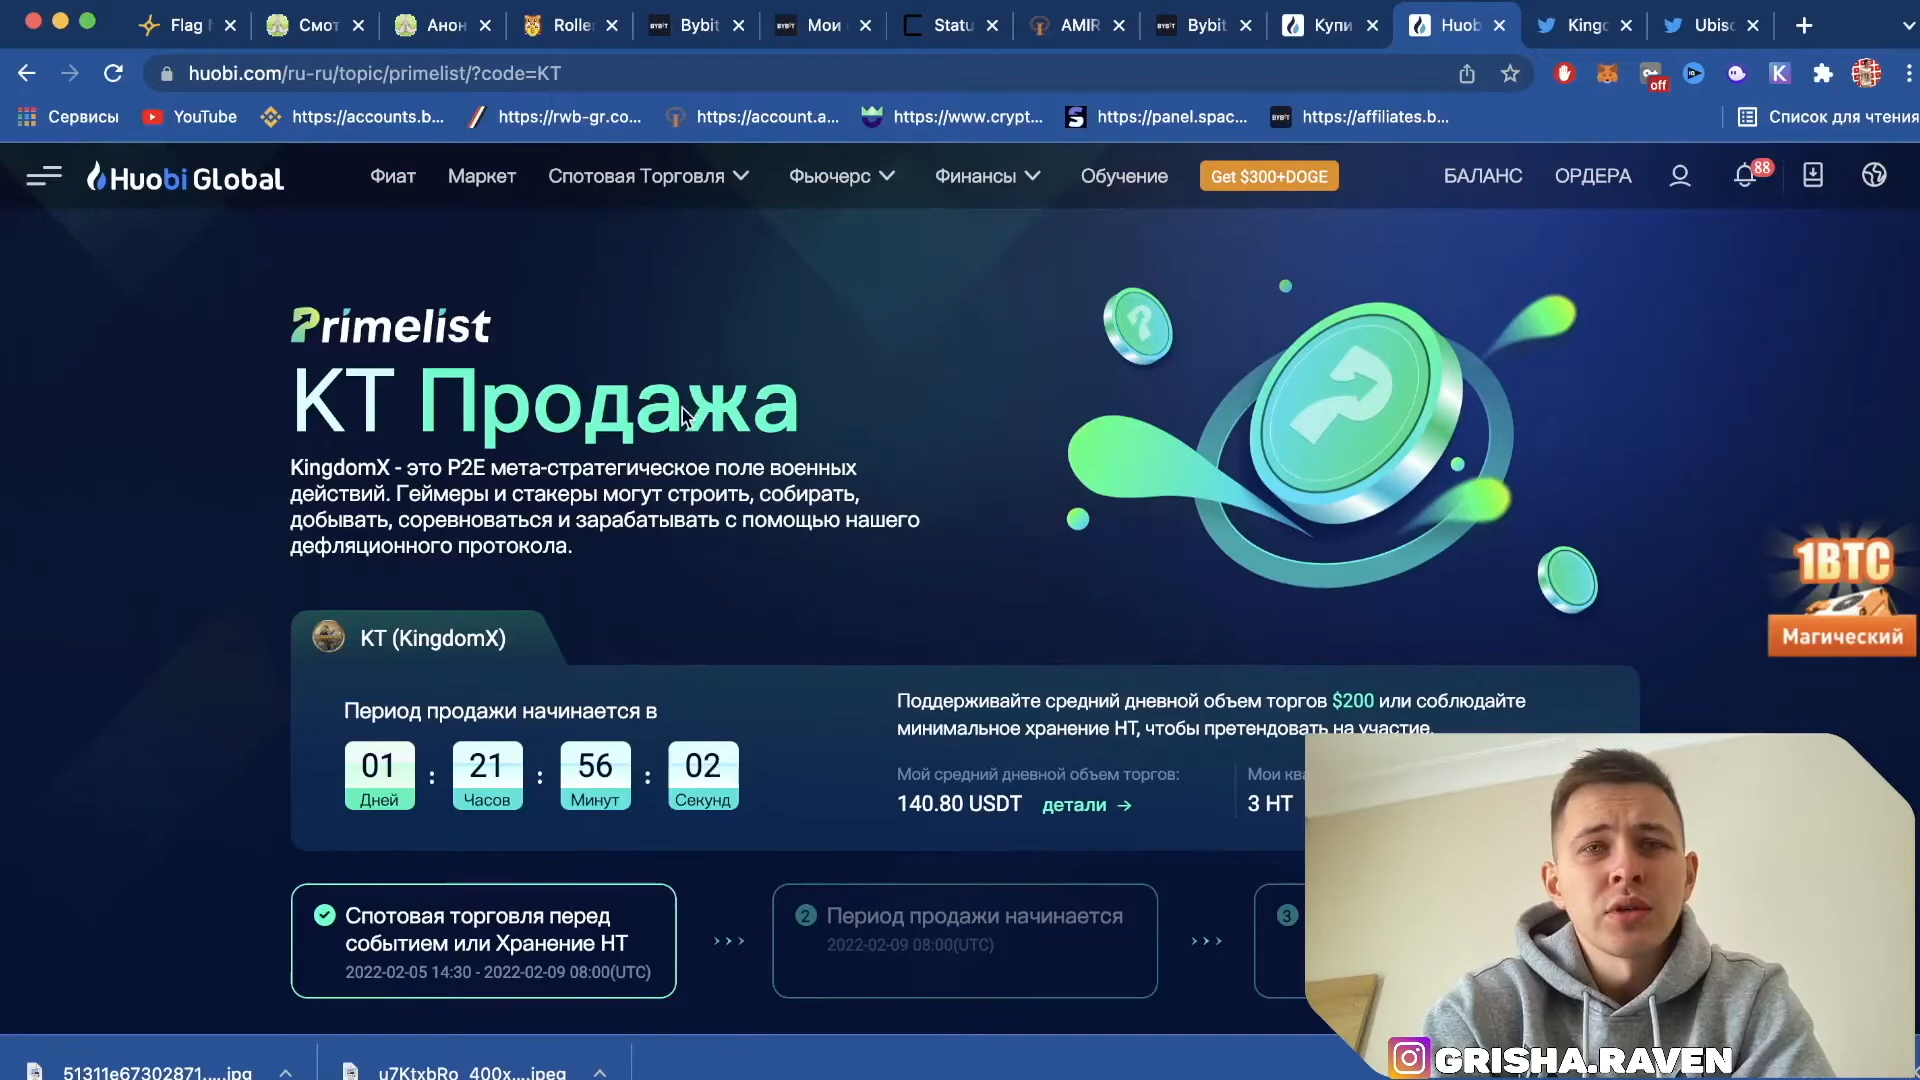 Flag
Смот
Анон
Rolle
Bybit
Мои
Statu
AMIR
Bybit
Купи
Huob
Kingd
Ubisc
huobi.com/ru-ru/topic/primelist/?code=KT
off
Сервисы
YouTube
https://accounts.b...
https://rwb-gr.co...
https://account.a...
https://www.crypt...
https://panel.spac...
BYBIT
https://affiliates.b...
Список для чтения
Huobi Global
Фиат
Маркет
Спотовая Торговля
Фьючерс
Финансы
Обучение
Get $300+DOGE
БАЛАНС
ОРДЕРА
88
Primelist
KT Продажа
KingdomX - это P2E мета-стратегическое поле военных
действий. Геймеры и стакеры могут строить, собирать,
добывать, соревноваться и зарабатывать с помощью нашего
дефляционного протокола.
1BTC
Магический
KT (KingdomX)
Период продажи начинается в
01 : 21 : 56 : 02
Дней Часов Минут Секунд
Поддерживайте средний дневной объем торгов $200 или соблюдайте
минимальное хранение HT, чтобы претендовать на участие.
Мой средний дневной объем торгов:
140.80 USDT детали →
Мои ква
3 HT
Спотовая торговля перед
событием или Хранение HT
2022-02-05 14:30 - 2022-02-09 08:00(UTC)
2 Период продажи начинается
2022-02-09 08:00(UTC)
3
51311e67302871....jpg
u7KtxbRo_400x....jpeg
GRISHA.RAVEN